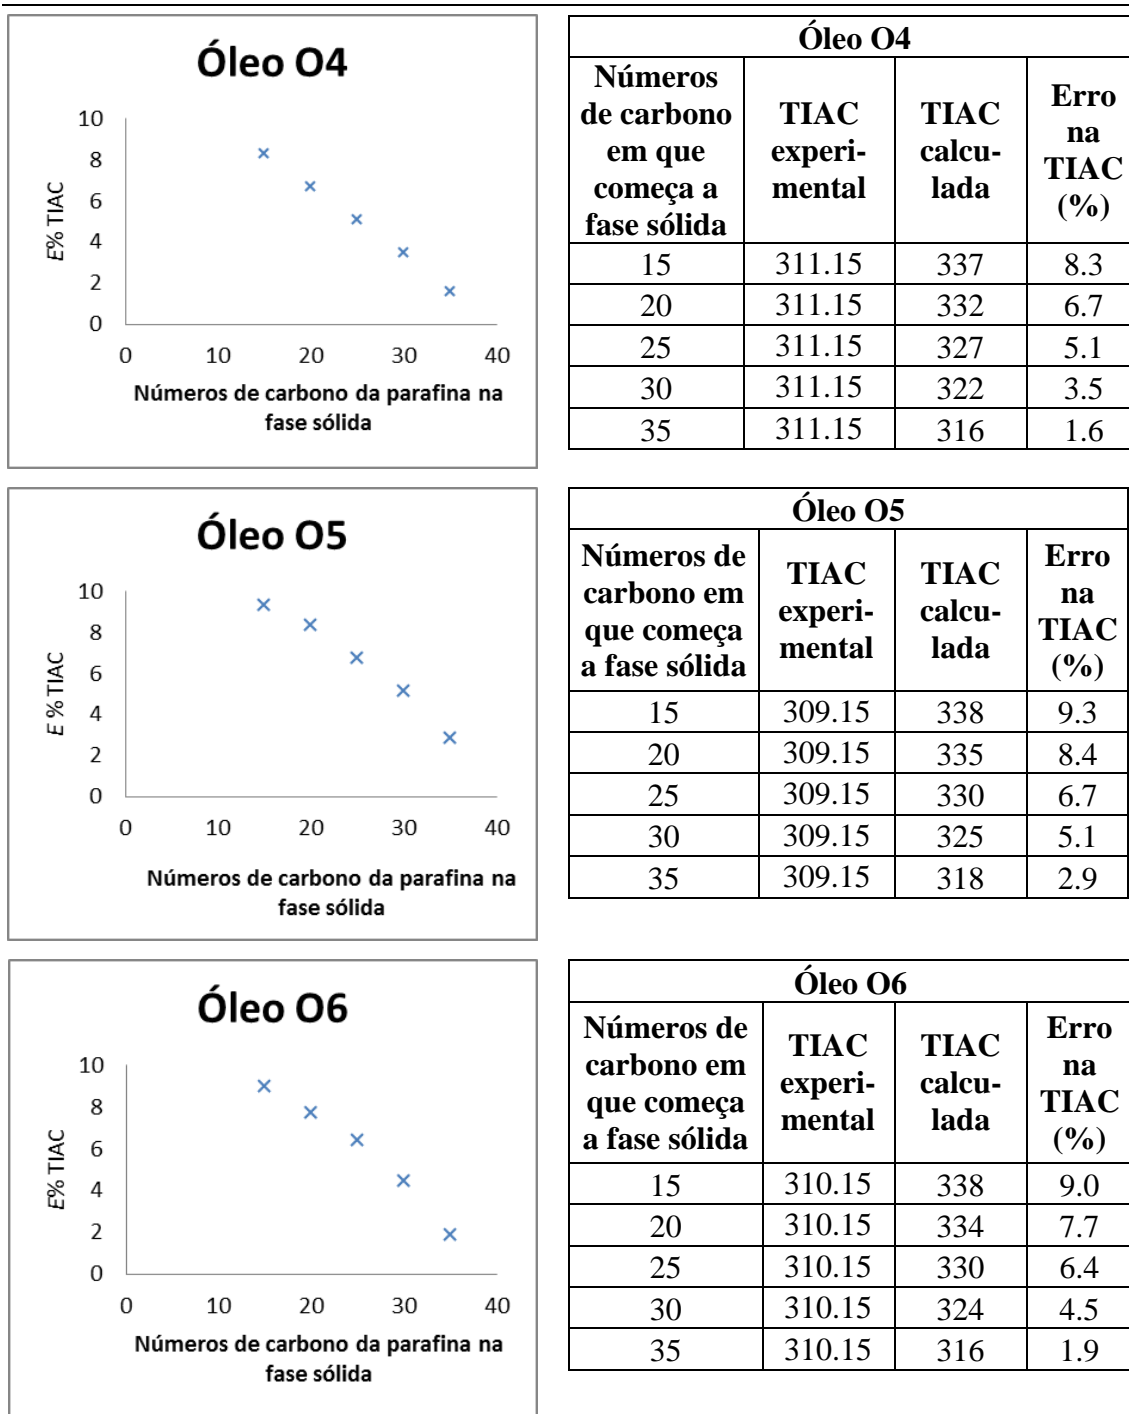 Óleo O4
10
8
6
4
2
0
E% TIAC
0 10 20 30 40
Números de carbono da parafina na
fase sólida
Óleo O4
Números
de carbono
em que
começa a
fase sólida
TIAC
experi-
mental
TIAC
calcu-
lada
Erro
na
TIAC
(%)
15 311.15 337 8.3
20 311.15 332 6.7
25 311.15 327 5.1
30 311.15 322 3.5
35 311.15 316 1.6
Óleo O5
10
8
6
4
2
0
E %TIAC
0 10 20 30 40
Números de carbono da parafina na
fase sólida
Óleo O5
Números de
carbono em
que começa
a fase sólida
TIAC
experi-
mental
TIAC
calcu-
lada
Erro
na
TIAC
(%)
15 309.15 338 9.3
20 309.15 335 8.4
25 309.15 330 6.7
30 309.15 325 5.1
35 309.15 318 2.9
Óleo O6
10
8
6
4
2
0
E% TIAC
0 10 20 30 40
Números de carbono da parafina na
fase sólida
Óleo O6
Números de
carbono em
que começa
a fase sólida
TIAC
experi-
mental
TIAC
calcu-
lada
Erro
na
TIAC
(%)
15 310.15 338 9.0
20 310.15 334 7.7
25 310.15 330 6.4
30 310.15 324 4.5
35 310.15 316 1.9